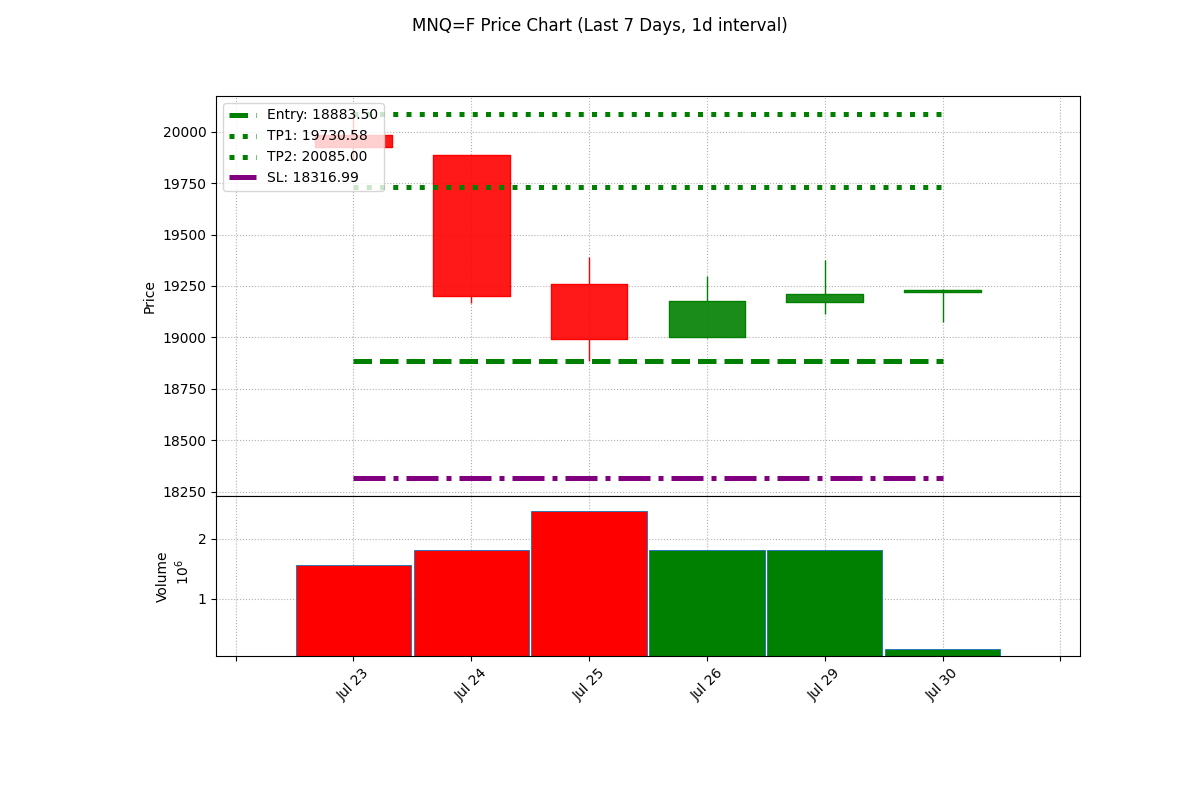 MNQ=F Price Chart (Last 7 Days, 1d interval)
Entry: 18883.50
TP1: 19730.58
TP2: 20085.00
SL: 18316.99
Price
20000
19750
19500
19250
19000
18750
18500
18250
Volume
10⁶
2
1
Jul 23
Jul 24
Jul 25
Jul 26
Jul 29
Jul 30